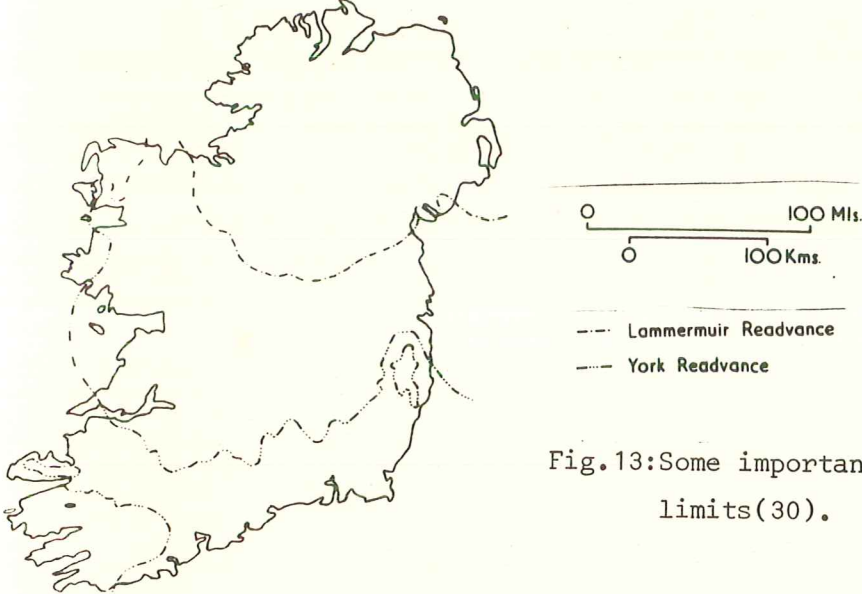 0 100 Mls.
0 100 Kms.
Lammermuir Readvance
York Readvance
Fig.13:Some importan
limits(30).